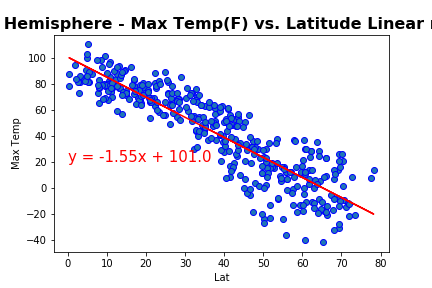 Hemisphere - Max Temp(F) vs. Latitude Linear
100
80
60
40
20
0
−20
−40
Max Temp
y = -1.55x + 101.0
0 10 20 30 40 50 60 70 80
Lat